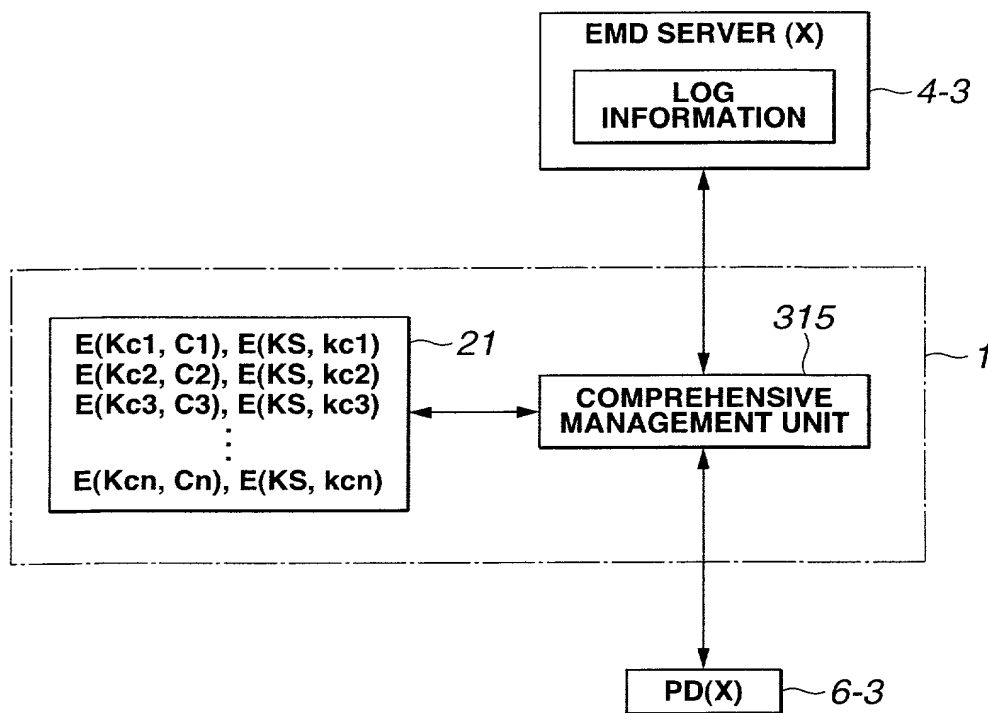 EMD SERVER (X)
LOG
INFORMATION
4-3
E(Kc1, C1), E(KS, kc1)
E(Kc2, C2), E(KS, kc2)
E(Kc3, C3), E(KS, kc3)
⋮
E(Kcn, Cn), E(KS, kcn)
21
315
COMPREHENSIVE
MANAGEMENT UNIT
1
PD(X)
6-3